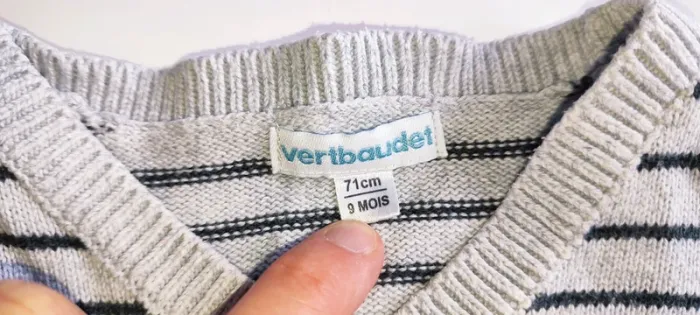 vertbaudet
71cm
9 MOIS